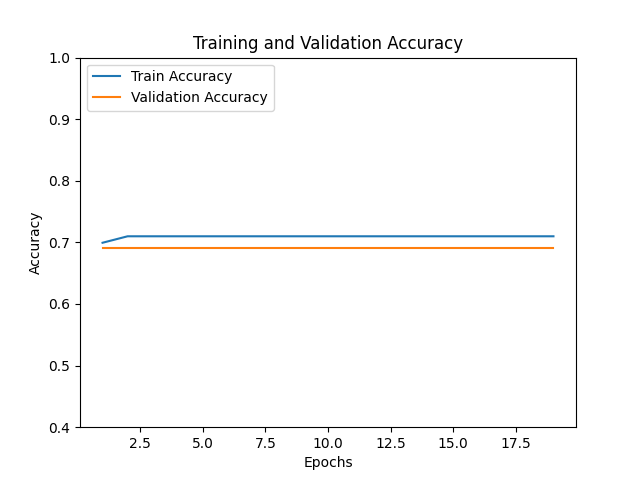 Training and Validation Accuracy
Train Accuracy
Validation Accuracy
1.0
0.9
0.8
0.7
0.6
0.5
0.4
Accuracy
2.5 5.0 7.5 10.0 12.5 15.0 17.5
Epochs